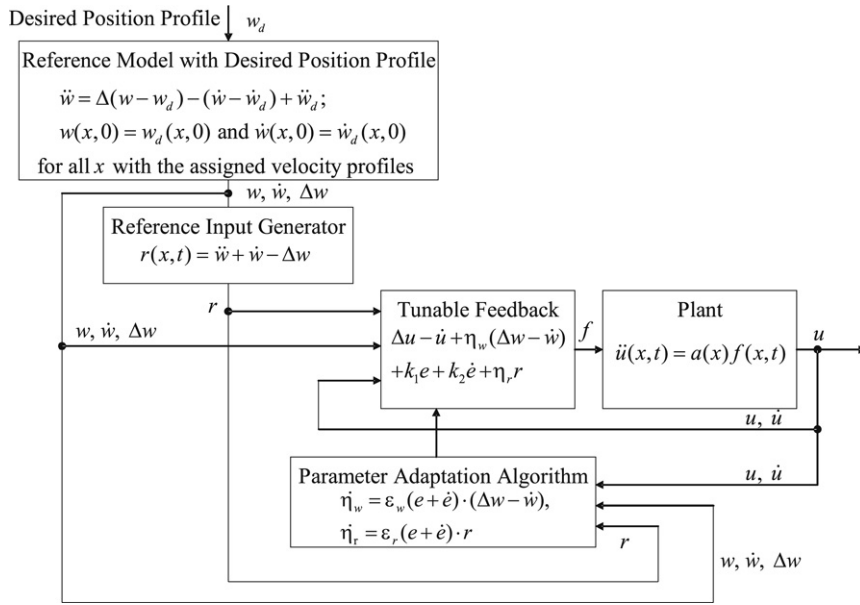 Desired Position Profile w_d
Reference Model with Desired Position Profile
ẅ = Δ(w − w_d) − (ẇ − ẇ_d) + ẅ_d;
w(x,0) = w_d(x,0) and ẇ(x,0) = ẇ_d(x,0)
for all x with the assigned velocity profiles
w, ẇ, Δw
Reference Input Generator
r(x,t) = ẅ + ẇ − Δw
r
w, ẇ, Δw
Tunable Feedback
Δu − u̇ + η_w(Δw − ẇ)
+k₁e + k₂ė + η_r r
f
Plant
ü(x,t) = a(x) f(x,t)
u
u, u̇
Parameter Adaptation Algorithm
η̇_w = ε_w(e + ė)·(Δw − ẇ),
η̇_r = ε_r(e + ė)·r
u, u̇
r
w, ẇ, Δw